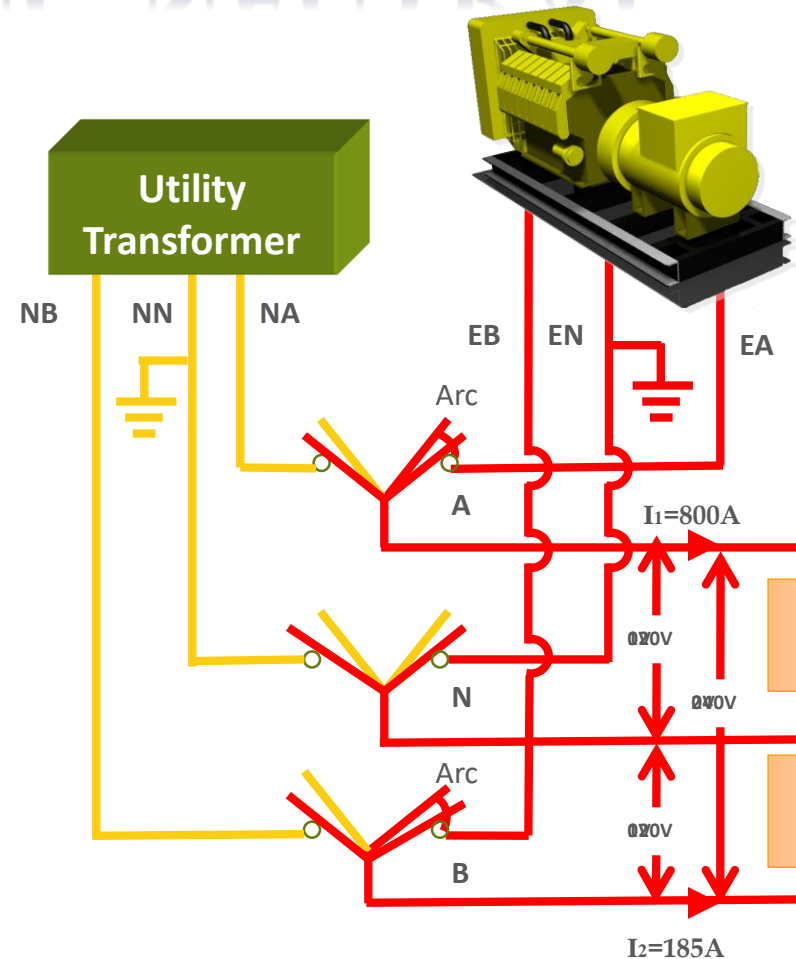 Utility
Transformer
NB
NN
NA
EB
EN
EA
Arc
A
I₁=800A
N
Arc
B
I₂=185A